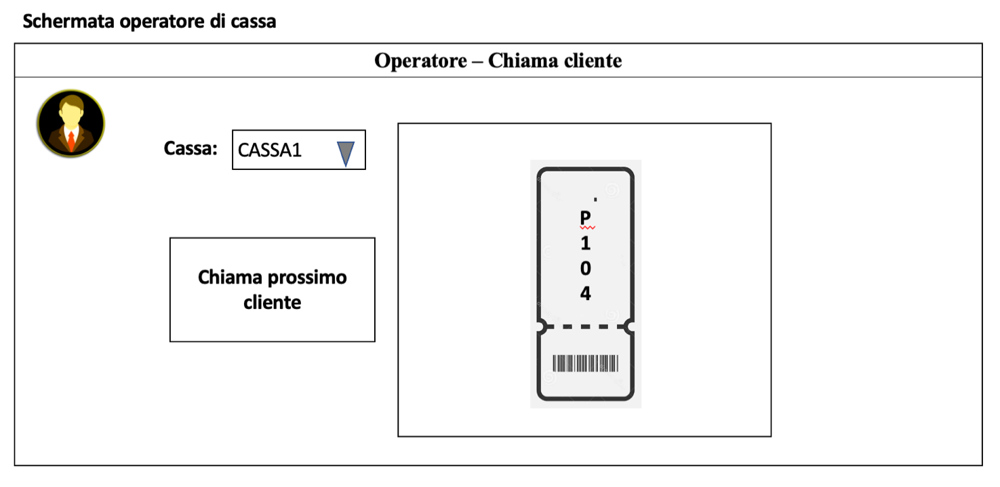 Schermata operatore di cassa
Operatore – Chiama cliente
Cassa:
CASSA1
Chiama prossimo
cliente
.
P
1
0
4